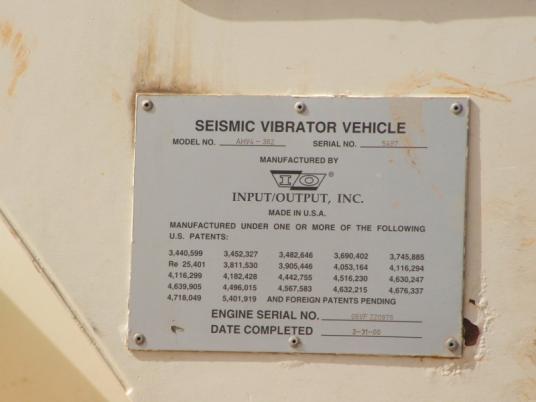 SEISMIC VIBRATOR VEHICLE
MODEL NO. AHV4-362 SERIAL NO. 5487
MANUFACTURED BY
I/O ®
INPUT/OUTPUT, INC.
MADE IN U.S.A.
MANUFACTURED UNDER ONE OR MORE OF THE FOLLOWING
U.S. PATENTS:
3,440,599 3,452,327 3,482,646 3,690,402 3,745,885
Re 25,401 3,811,530 3,905,446 4,053,164 4,116,294
4,116,299 4,182,428 4,442,755 4,516,230 4,630,247
4,639,905 4,496,015 4,567,583 4,632,215 4,676,337
4,718,049 5,401,919 AND FOREIGN PATENTS PENDING
ENGINE SERIAL NO.
DATE COMPLETED 3-31-00